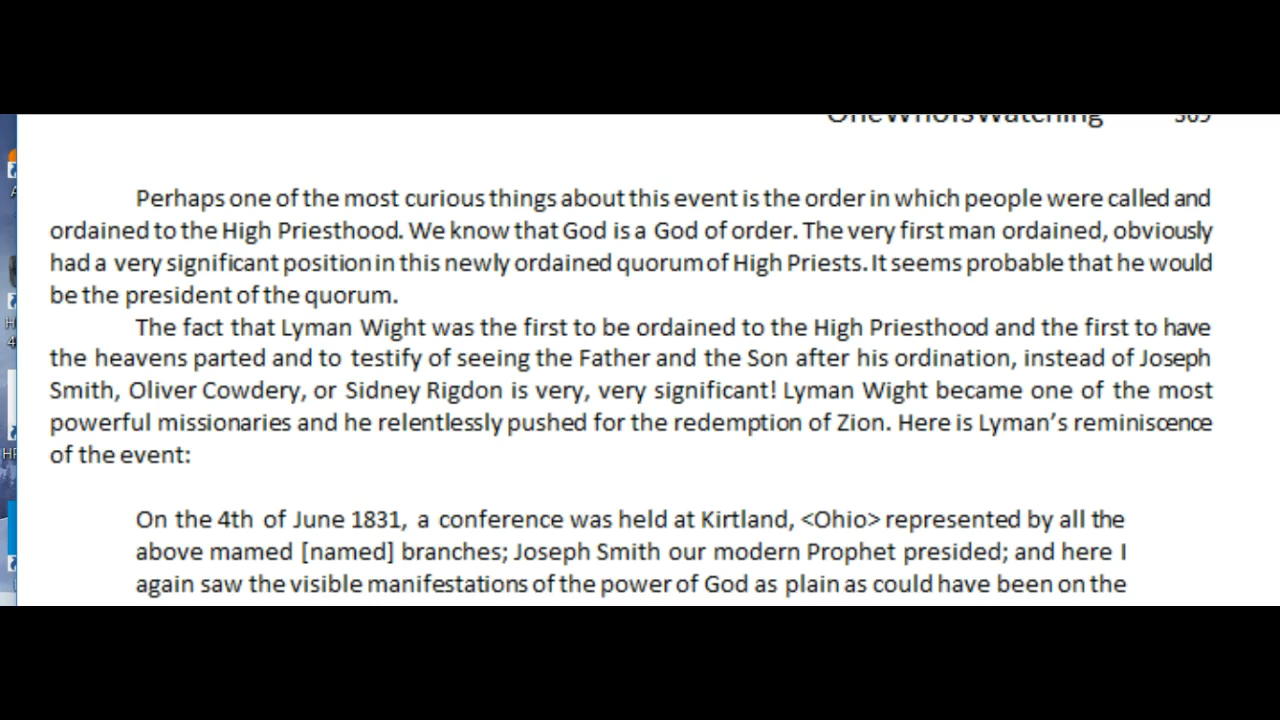 OneWhoIsWatching 369
Perhaps one of the most curious things about this event is the order in which people were called and
ordained to the High Priesthood. We know that God is a God of order. The very first man ordained, obviously
had a very significant position in this newly ordained quorum of High Priests. It seems probable that he would
be the president of the quorum.
The fact that Lyman Wight was the first to be ordained to the High Priesthood and the first to have
the heavens parted and to testify of seeing the Father and the Son after his ordination, instead of Joseph
Smith, Oliver Cowdery, or Sidney Rigdon is very, very significant! Lyman Wight became one of the most
powerful missionaries and he relentlessly pushed for the redemption of Zion. Here is Lyman’s reminiscence
of the event:
On the 4th of June 1831, a conference was held at Kirtland, <Ohio> represented by all the
above mamed [named] branches; Joseph Smith our modern Prophet presided; and here I
again saw the visible manifestations of the power of God as plain as could have been on the